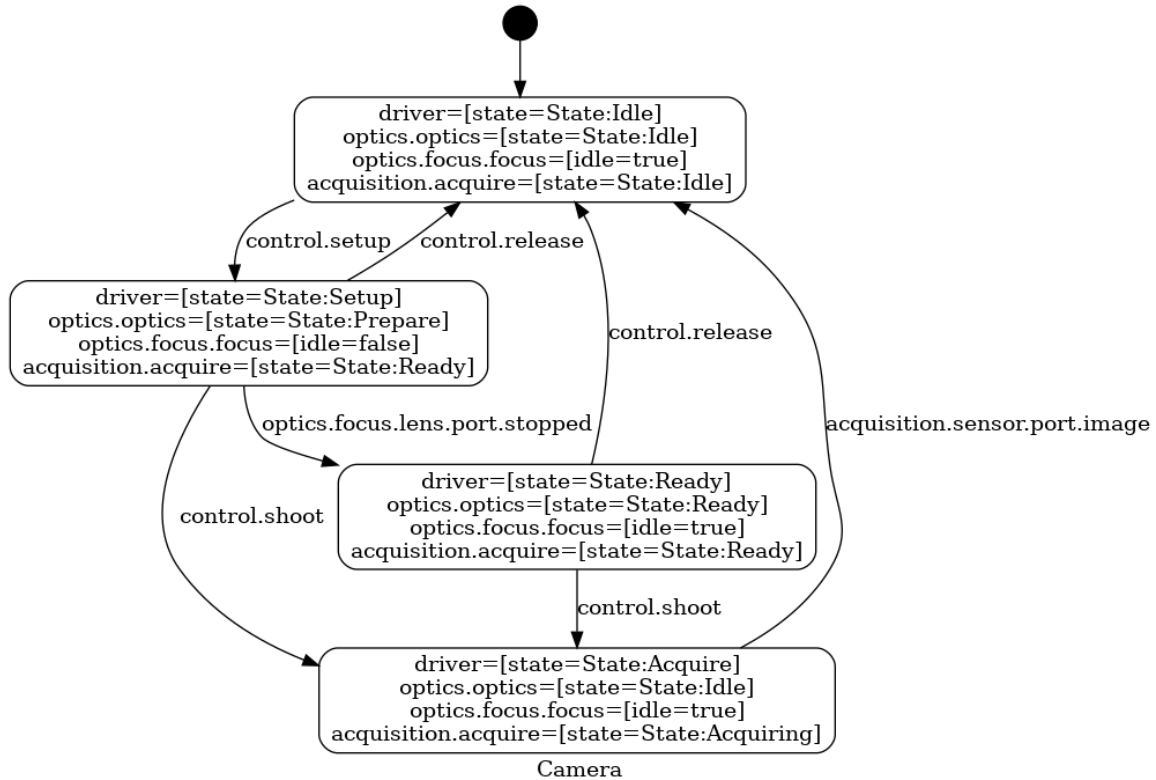 driver=[state=State:Idle]
optics.optics=[state=State:Idle]
optics.focus.focus=[idle=true]
acquisition.acquire=[state=State:Idle]
control.setup
control.release
driver=[state=State:Setup]
optics.optics=[state=State:Prepare]
optics.focus.focus=[idle=false]
acquisition.acquire=[state=State:Ready]
control.release
optics.focus.lens.port.stopped
acquisition.sensor.port.image
driver=[state=State:Ready]
optics.optics=[state=State:Ready]
optics.focus.focus=[idle=true]
acquisition.acquire=[state=State:Ready]
control.shoot
control.shoot
driver=[state=State:Acquire]
optics.optics=[state=State:Idle]
optics.focus.focus=[idle=true]
acquisition.acquire=[state=State:Acquiring]
Camera